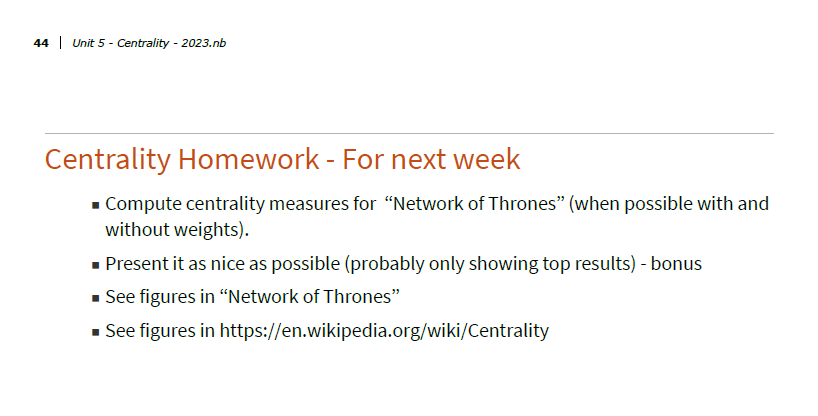 44 | Unit 5 - Centrality - 2023.nb
Centrality Homework - For next week
▪ Compute centrality measures for “Network of Thrones” (when possible with and
without weights).
▪ Present it as nice as possible (probably only showing top results) - bonus
▪ See figures in “Network of Thrones”
▪ See figures in https://en.wikipedia.org/wiki/Centrality